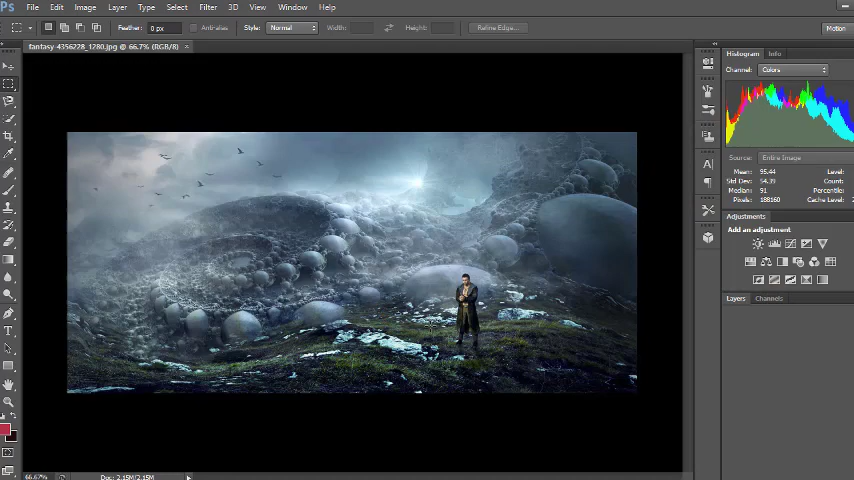 Ps File Edit Image Layer Type Select Filter 3D View Window Help
Feather: 0 px Anti-alias Style: Normal Width: Height: Refine Edge... Motion
fantasy-4356228_1280.jpg @ 66.7% (RGB/8) ×
Histogram Info
Channel: Colors
Source: Entire Image
Mean: 95.44 Level:
Std Dev: 54.39 Count:
Median: 91 Percentile:
Pixels: 188160 Cache Level: 2
Adjustments
Add an adjustment
Layers Channels
66.67% Doc: 2.15M/2.15M